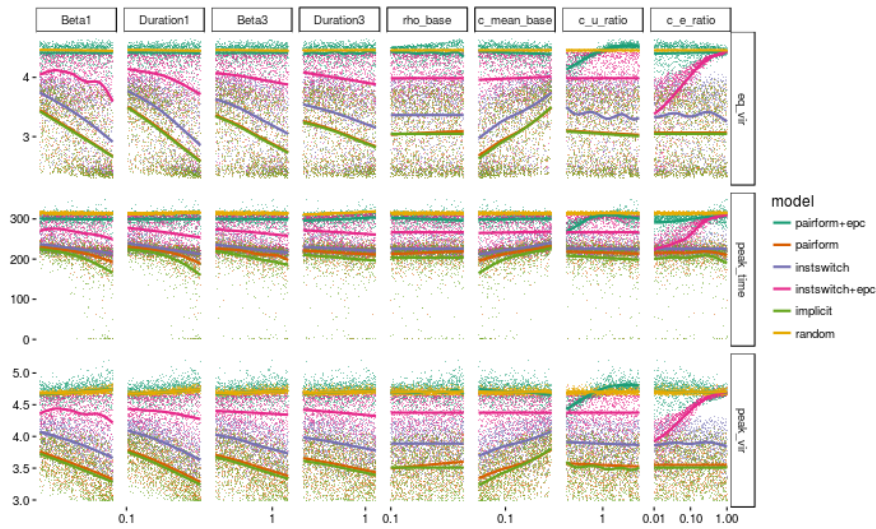 Beta1 Duration1 Beta3 Duration3 rho_base c_mean_base c_u_ratio c_e_ratio
4
3
eq_vir
300
200
100
0
peak_time
5.0
4.5
4.0
3.5
3.0
peak_vir
0.1 1 1 0.1 0.1 1 0.01 0.10 1.00
model
pairform+epc
pairform
instswitch
instswitch+epc
implicit
random